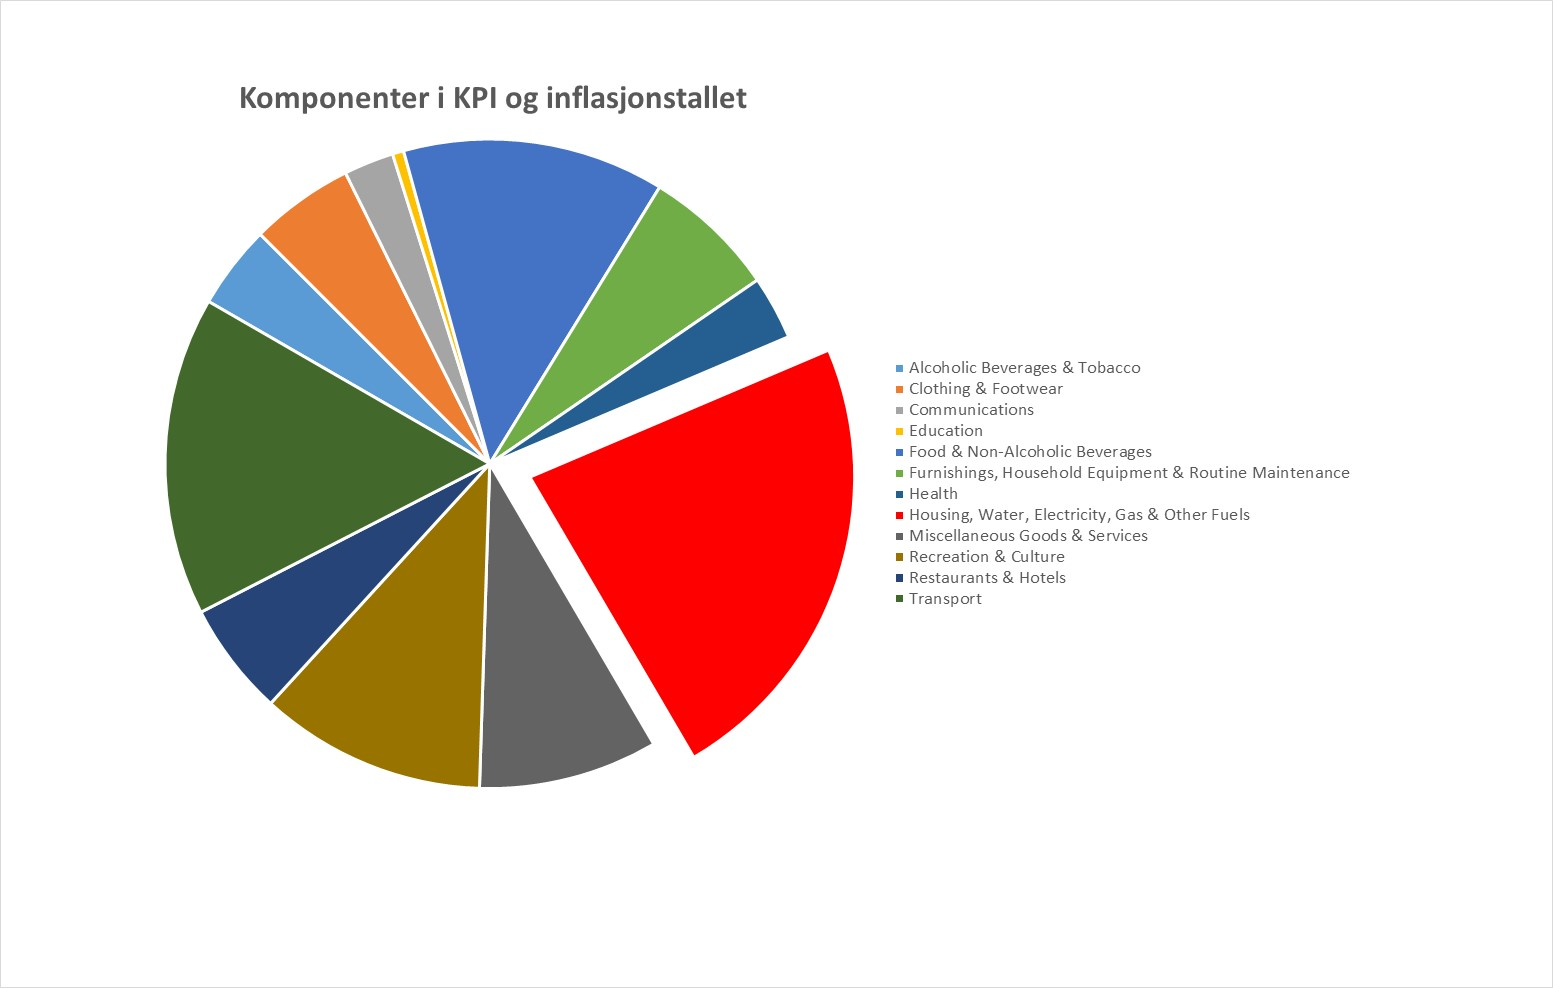 Komponenter i KPI og inflasjonstallet
Alcoholic Beverages & Tobacco
Clothing & Footwear
Communications
Education
Food & Non-Alcoholic Beverages
Furnishings, Household Equipment & Routine Maintenance
Health
Housing, Water, Electricity, Gas & Other Fuels
Miscellaneous Goods & Services
Recreation & Culture
Restaurants & Hotels
Transport